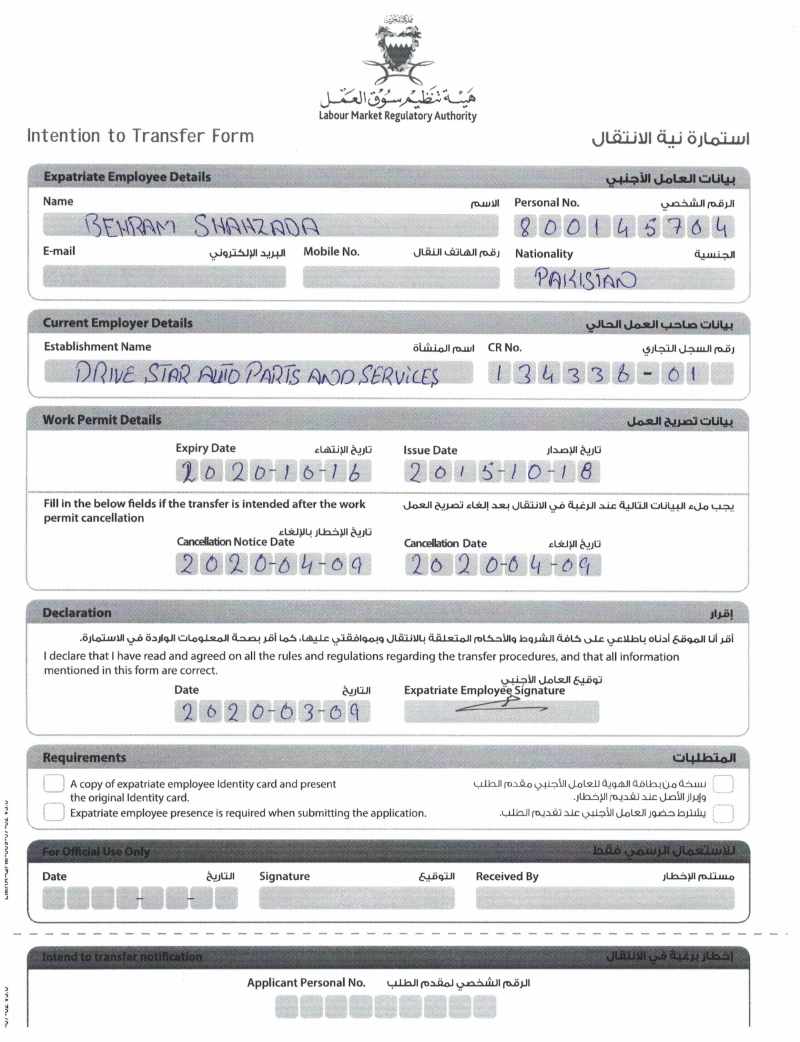 مملكة البحرين
هيئة تنظيم سوق العمل
Labour Market Regulatory Authority
Intention to Transfer Form استمارة نية الانتقال
Expatriate Employee Details بيانات العامل الأجنبي
Name الاسم Personal No. الرقم الشخصي
BEHRAM SHAHZADA 800145704
E-mail البريد الإلكتروني Mobile No. رقم الهاتف النقال Nationality الجنسية
PAKISTAN
Current Employer Details بيانات صاحب العمل الحالي
Establishment Name اسم المنشأة CR No. رقم السجل التجاري
DRIVE STAR AUTO PARTS AND SERVICES 134336-01
Work Permit Details بيانات تصريح العمل
Expiry Date تاريخ الإنتهاء Issue Date تاريخ الإصدار
2020-10-16 2015-10-18
Fill in the below fields if the transfer is intended after the work يجب ملء البيانات التالية عند الرغبة في الانتقال بعد إلغاء تصريح العمل
permit cancellation
تاريخ الإخطار بالإلغاء
Cancellation Notice Date Cancellation Date تاريخ الإلغاء
2020-04-09 2020-04-09
Declaration إقرار
أقر أنا الموقع أدناه باطلاعي على كافة الشروط والأحكام المتعلقة بالانتقال وبموافقتي عليها، كما أقر بصحة المعلومات الواردة في الاستمارة.
I declare that I have read and agreed on all the rules and regulations regarding the transfer procedures, and that all information
mentioned in this form are correct.
توقيع العامل الأجنبي
Date التاريخ Expatriate Employee Signature
2020-03-09
Requirements المتطلبات
A copy of expatriate employee Identity card and present نسخة من بطاقة الهوية للعامل الأجنبي مقدم الطلب
the original Identity card. وإبراز الأصل عند تقديم الإخطار.
Expatriate employee presence is required when submitting the application. يشترط حضور العامل الأجنبي عند تقديم الطلب.
For Official Use Only للاستعمال الرسمي فقط
Date التاريخ Signature التوقيع Received By مستلم الإخطار
- -
Intend to transfer notification إخطار برغبة في الانتقال
Applicant Personal No. الرقم الشخصي لمقدم الطلب